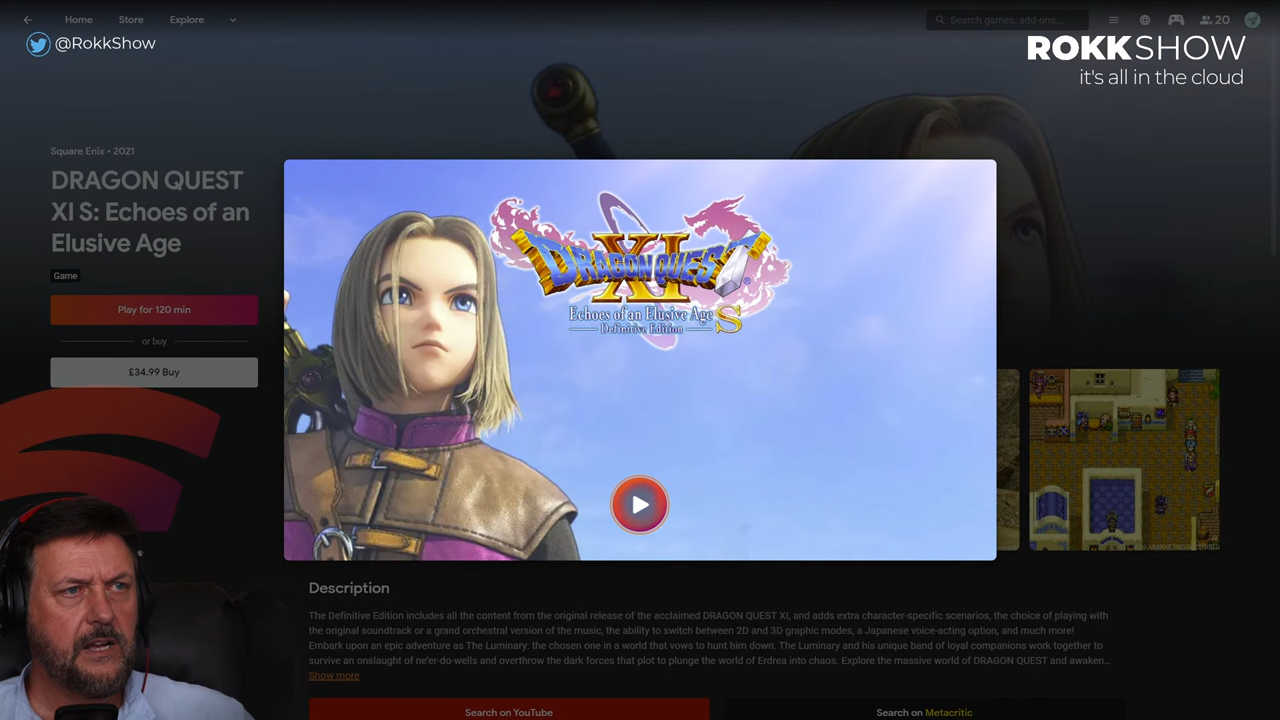 Home
Store
Explore
Search games, add-ons...
20
@RokkShow
ROKKSHOW
it's all in the cloud
Square Enix • 2021
DRAGON QUEST
XI S: Echoes of an
Elusive Age
Game
Play for 120 min
or buy
£34.99 Buy
DRAGON QUEST XI
Echoes of an Elusive Age S
Definitive Edition
Description
The Definitive Edition includes all the content from the original release of the acclaimed DRAGON QUEST XI, and adds extra character-specific scenarios, the choice of playing with
the original soundtrack or a grand orchestral version of the music, the ability to switch between 2D and 3D graphic modes, a Japanese voice-acting option, and much more!
Embark upon an epic adventure as The Luminary: the chosen one in a world that vows to hunt him down. The Luminary and his unique band of loyal companions work together to
survive an onslaught of ne'er-do-wells and overthrow the dark forces that plot to plunge the world of Erdrea into chaos. Explore the massive world of DRAGON QUEST and awaken...
Show more
Search on YouTube
Search on Metacritic